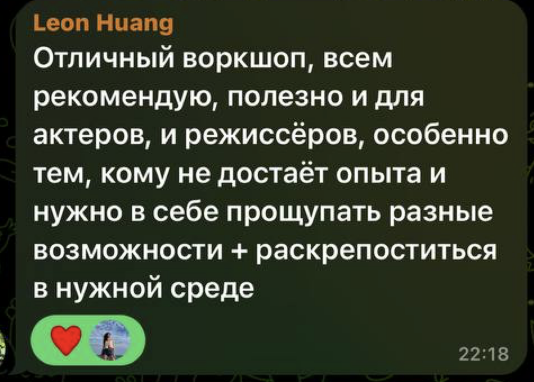 Leon Huang
Отличный воркшоп, всем
рекомендую, полезно и для
актеров, и режиссёров, особенно
тем, кому не достаёт опыта и
нужно в себе прощупать разные
возможности + раскрепоститься
в нужной среде
22:18